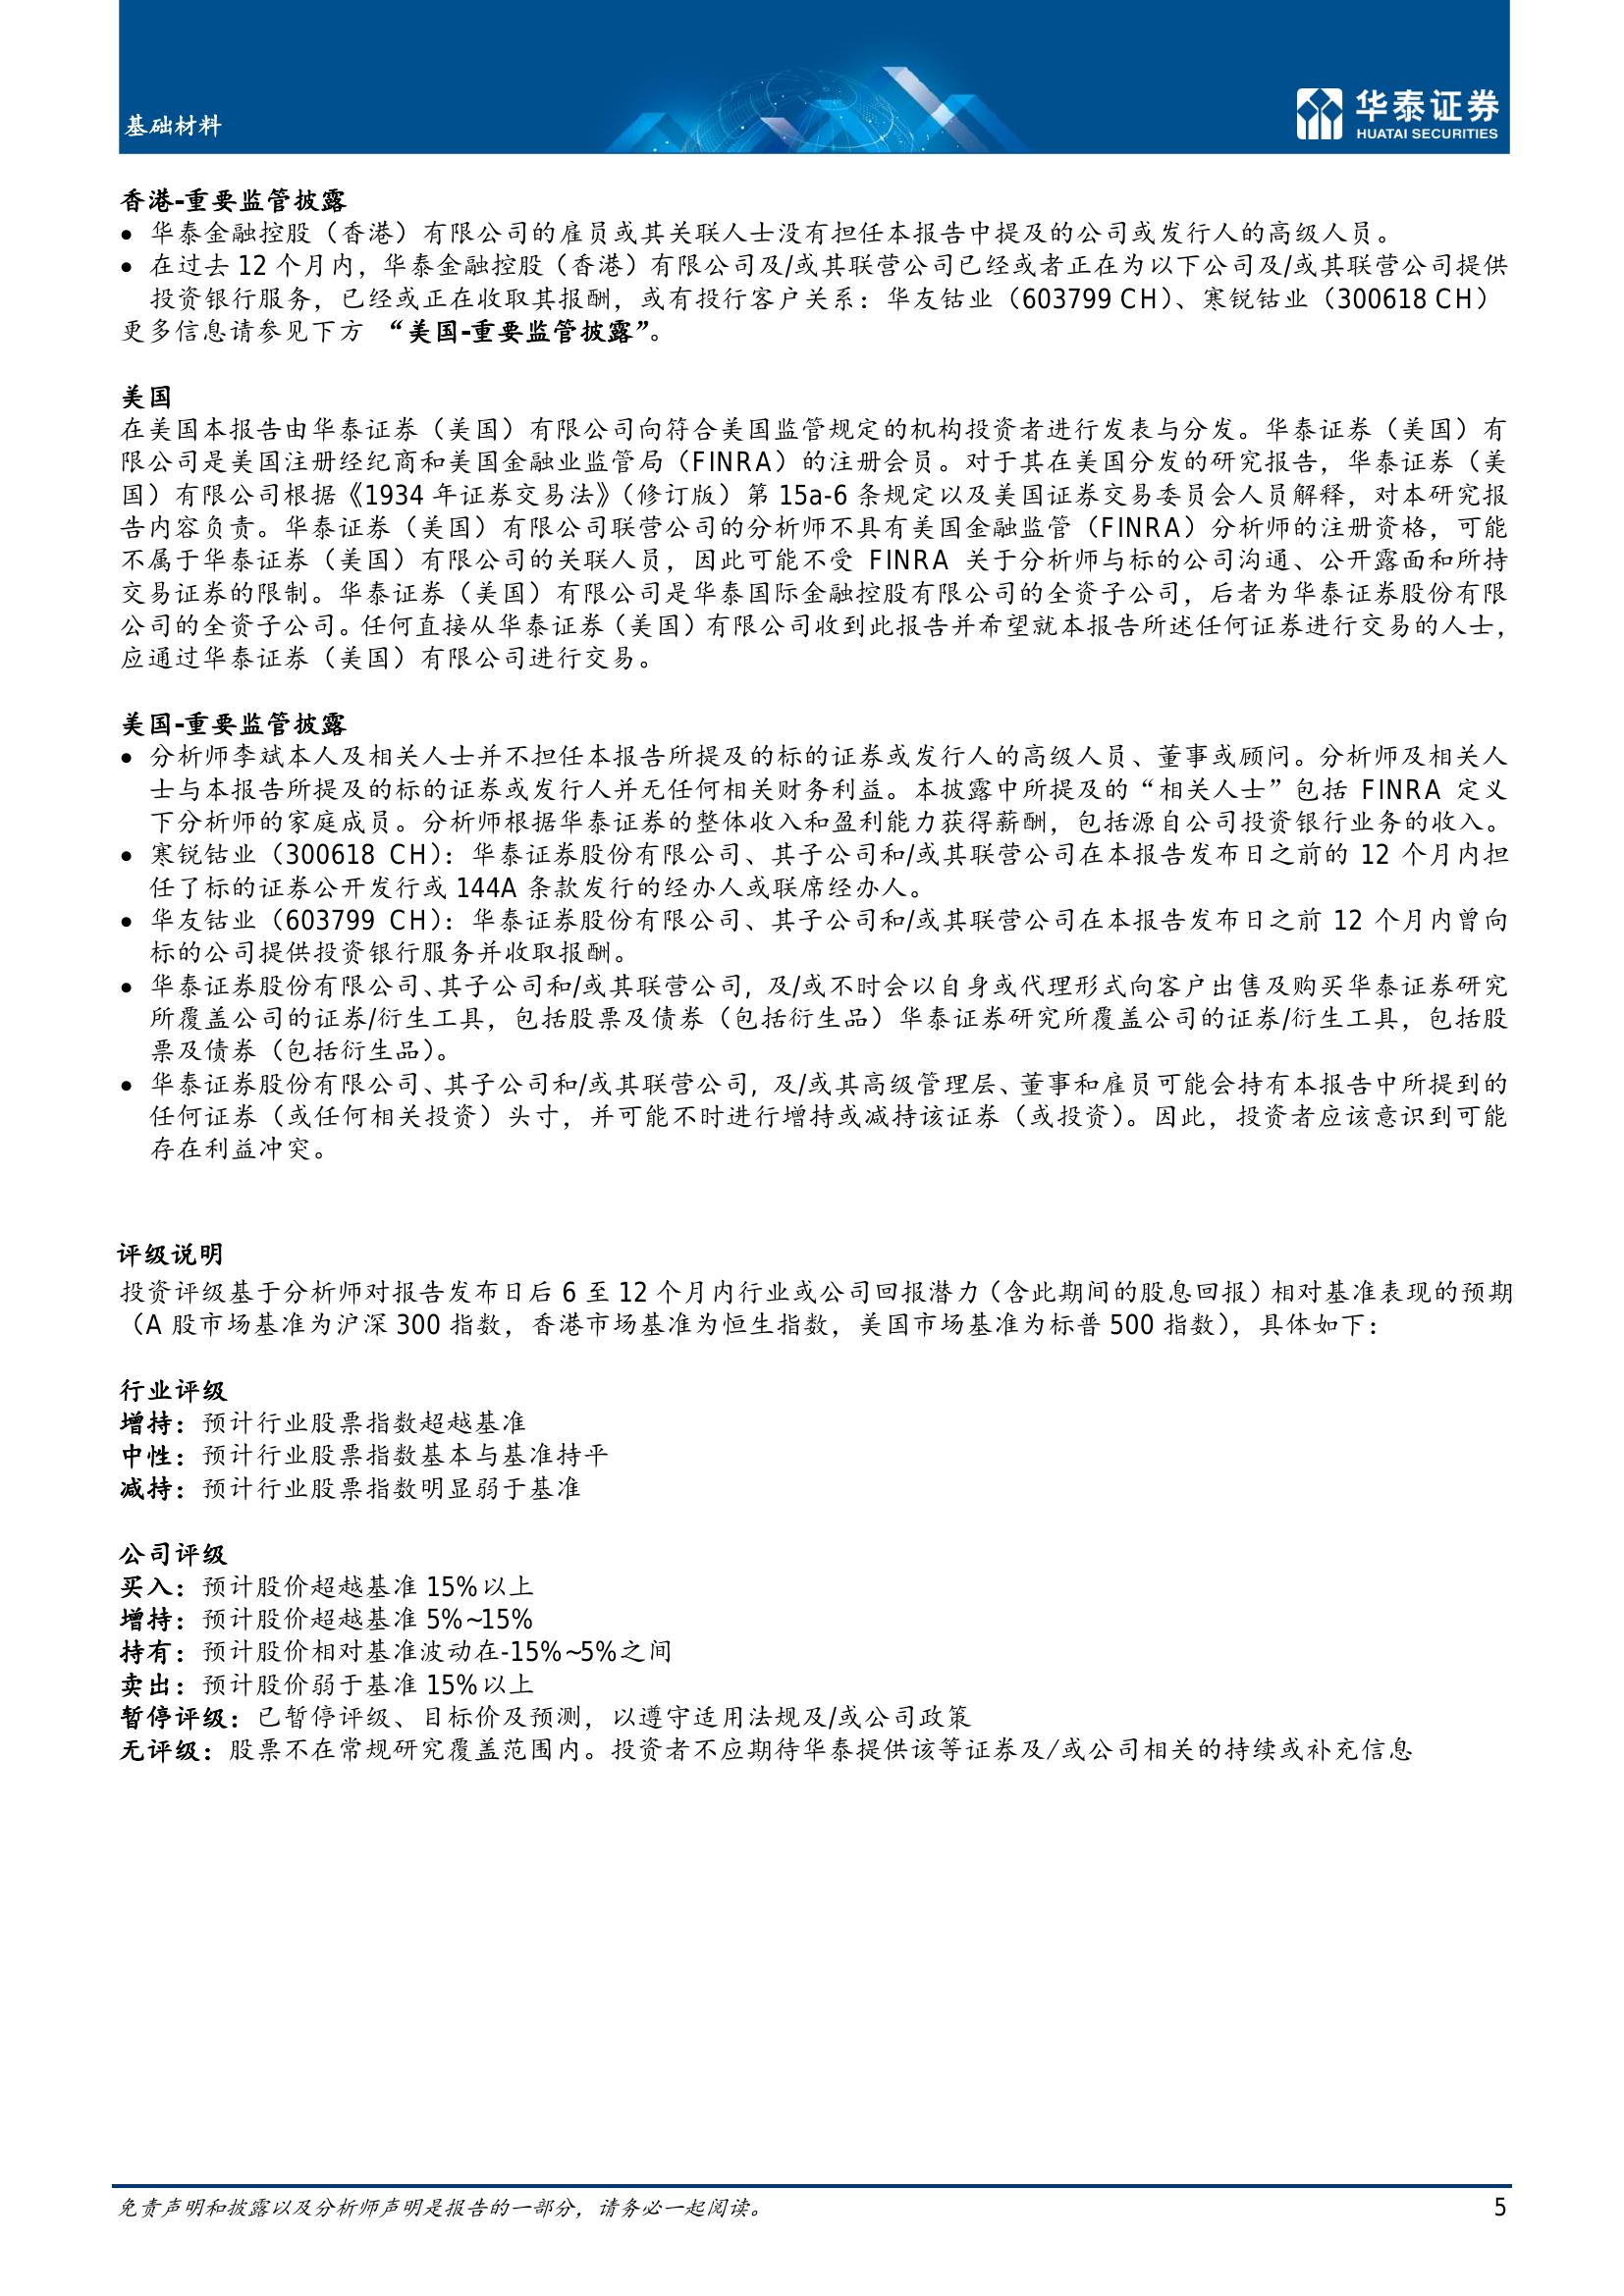 基础材料
华泰证券
HUATAI SECURITIES
香港-重要监管披露
● 华泰金融控股（香港）有限公司的雇员或其关联人士没有担任本报告中提及的公司或发行人的高级人员。
● 在过去 12 个月内，华泰金融控股（香港）有限公司及/或其联营公司已经或者正在为以下公司及/或其联营公司提供
投资银行服务，已经或正在收取其报酬，或有投行客户关系：华友钴业（603799 CH）、寒锐钴业（300618 CH）
更多信息请参见下方 “美国-重要监管披露”。
美国
在美国本报告由华泰证券（美国）有限公司向符合美国监管规定的机构投资者进行发表与分发。华泰证券（美国）有
限公司是美国注册经纪商和美国金融业监管局（FINRA）的注册会员。对于其在美国分发的研究报告，华泰证券（美
国）有限公司根据《1934 年证券交易法》（修订版）第 15a-6 条规定以及美国证券交易委员会人员解释，对本研究报
告内容负责。华泰证券（美国）有限公司联营公司的分析师不具有美国金融监管（FINRA）分析师的注册资格，可能
不属于华泰证券（美国）有限公司的关联人员，因此可能不受 FINRA 关于分析师与标的公司沟通、公开露面和所持
交易证券的限制。华泰证券（美国）有限公司是华泰国际金融控股有限公司的全资子公司，后者为华泰证券股份有限
公司的全资子公司。任何直接从华泰证券（美国）有限公司收到此报告并希望就本报告所述任何证券进行交易的人士，
应通过华泰证券（美国）有限公司进行交易。
美国-重要监管披露
● 分析师李斌本人及相关人士并不担任本报告所提及的标的证券或发行人的高级人员、董事或顾问。分析师及相关人
士与本报告所提及的标的证券或发行人并无任何相关财务利益。本披露中所提及的“相关人士”包括 FINRA 定义
下分析师的家庭成员。分析师根据华泰证券的整体收入和盈利能力获得薪酬，包括源自公司投资银行业务的收入。
● 寒锐钴业（300618 CH）：华泰证券股份有限公司、其子公司和/或其联营公司在本报告发布日之前的 12 个月内担
任了标的证券公开发行或 144A 条款发行的经办人或联席经办人。
● 华友钴业（603799 CH）：华泰证券股份有限公司、其子公司和/或其联营公司在本报告发布日之前 12 个月内曾向
标的公司提供投资银行服务并收取报酬。
● 华泰证券股份有限公司、其子公司和/或其联营公司, 及/或不时会以自身或代理形式向客户出售及购买华泰证券研究
所覆盖公司的证券/衍生工具，包括股票及债券（包括衍生品）华泰证券研究所覆盖公司的证券/衍生工具，包括股
票及债券（包括衍生品）。
● 华泰证券股份有限公司、其子公司和/或其联营公司, 及/或其高级管理层、董事和雇员可能会持有本报告中所提到的
任何证券（或任何相关投资）头寸，并可能不时进行增持或减持该证券（或投资）。因此，投资者应该意识到可能
存在利益冲突。
评级说明
投资评级基于分析师对报告发布日后 6 至 12 个月内行业或公司回报潜力（含此期间的股息回报）相对基准表现的预期
（A 股市场基准为沪深 300 指数，香港市场基准为恒生指数，美国市场基准为标普 500 指数），具体如下：
行业评级
增持：预计行业股票指数超越基准
中性：预计行业股票指数基本与基准持平
减持：预计行业股票指数明显弱于基准
公司评级
买入：预计股价超越基准 15%以上
增持：预计股价超越基准 5%~15%
持有：预计股价相对基准波动在-15%~5%之间
卖出：预计股价弱于基准 15%以上
暂停评级：已暂停评级、目标价及预测，以遵守适用法规及/或公司政策
无评级：股票不在常规研究覆盖范围内。投资者不应期待华泰提供该等证券及/或公司相关的持续或补充信息
免责声明和披露以及分析师声明是报告的一部分，请务必一起阅读。
5